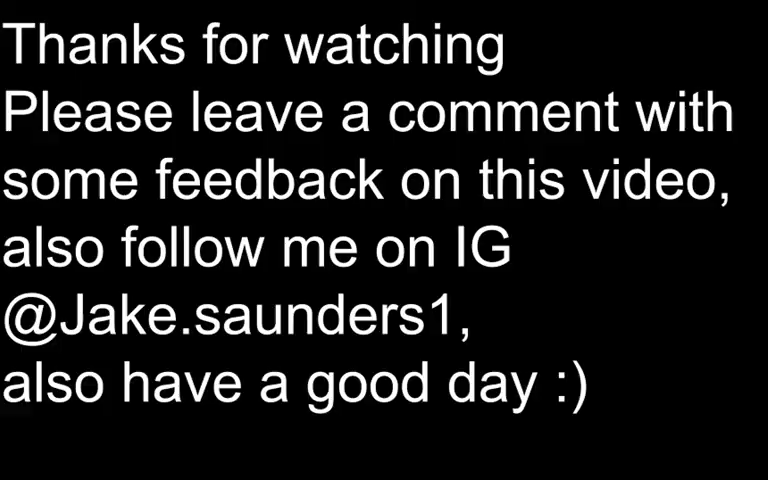 Thanks for watching
Please leave a comment with
some feedback on this video,
also follow me on IG
@Jake.saunders1,
also have a good day :)